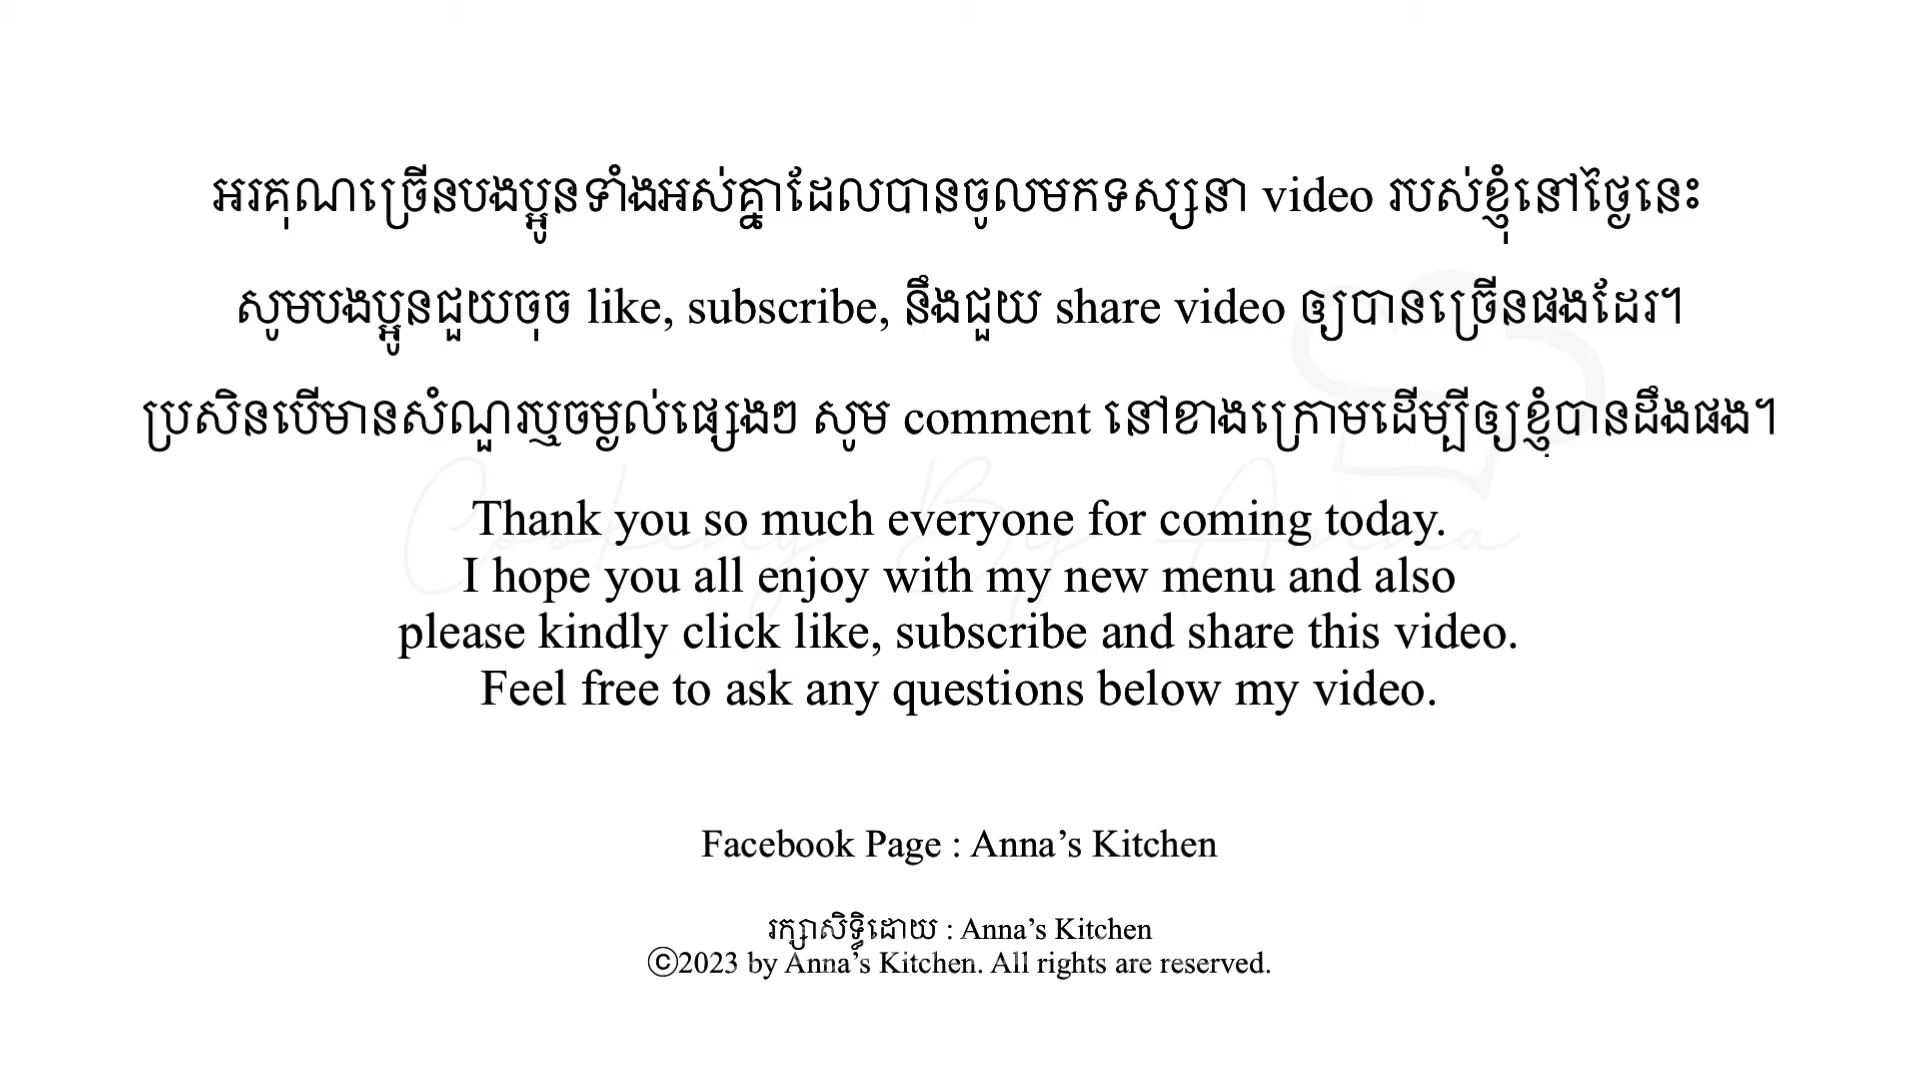 អរគុណច្រើនបងប្អូនទាំងអស់គ្នាដែលបានចូលមកទស្សនា video របស់ខ្ញុំនៅថ្ងៃនេះ
សូមបងប្អូនជួយចុច like, subscribe, នឹងជួយ share video ឲ្យបានច្រើនផងដែរ។
ប្រសិនបើមានសំណួរឬចម្ងល់ផ្សេងៗ សូម comment នៅខាងក្រោមដើម្បីឲ្យខ្ញុំបានដឹងផង។
Cooking By Anna
Thank you so much everyone for coming today.
I hope you all enjoy with my new menu and also
please kindly click like, subscribe and share this video.
Feel free to ask any questions below my video.
Facebook Page : Anna’s Kitchen
រក្សាសិទ្ធិដោយ : Anna’s Kitchen
ⓒ2023 by Anna’s Kitchen. All rights are reserved.